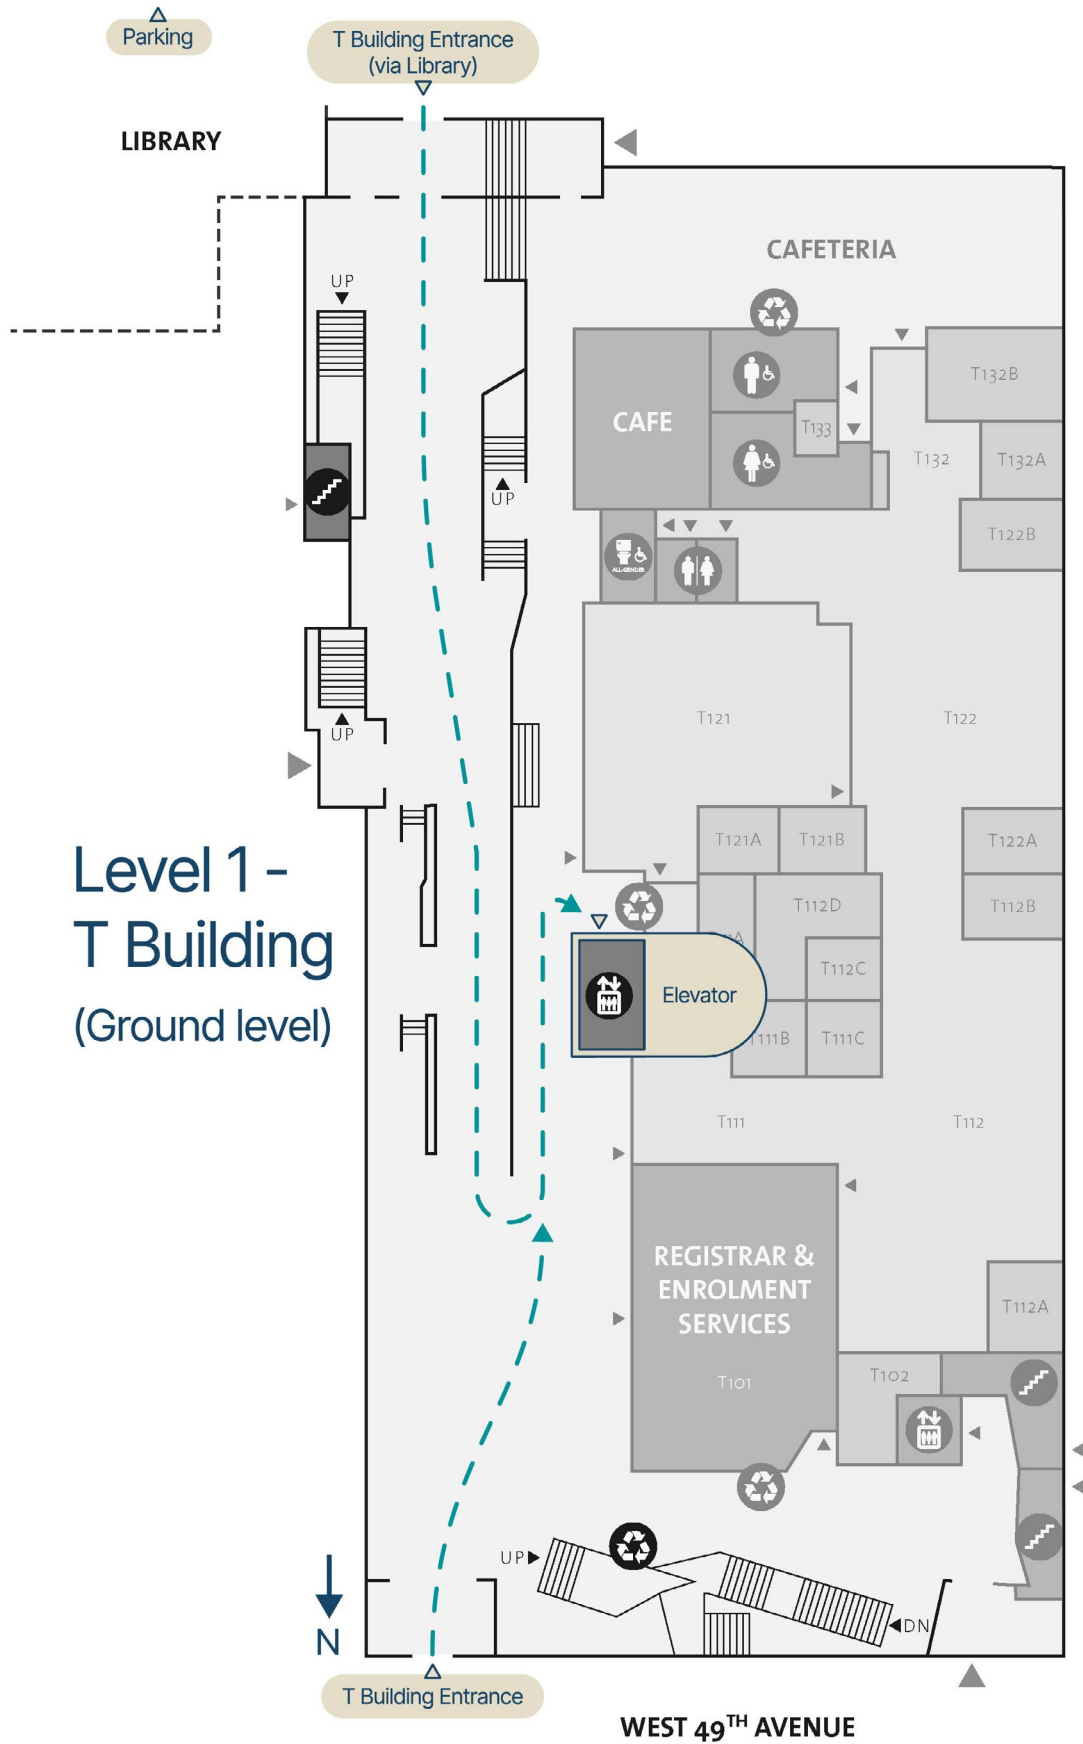 Parking
T Building Entrance
(via Library)
LIBRARY
CAFETERIA
UP
T132B
CAFE
T133
T132
T132A
UP
T122B
ALL-GENDER
T121
T122
UP
T121A
T121B
T122A
Level 1 -
T Building
(Ground level)
T112D
T112B
A
T112C
Elevator
T111B
T111C
T111
T112
REGISTRAR &
ENROLMENT
SERVICES
T101
T112A
T102
UP
DN
N
T Building Entrance
WEST 49TH AVENUE